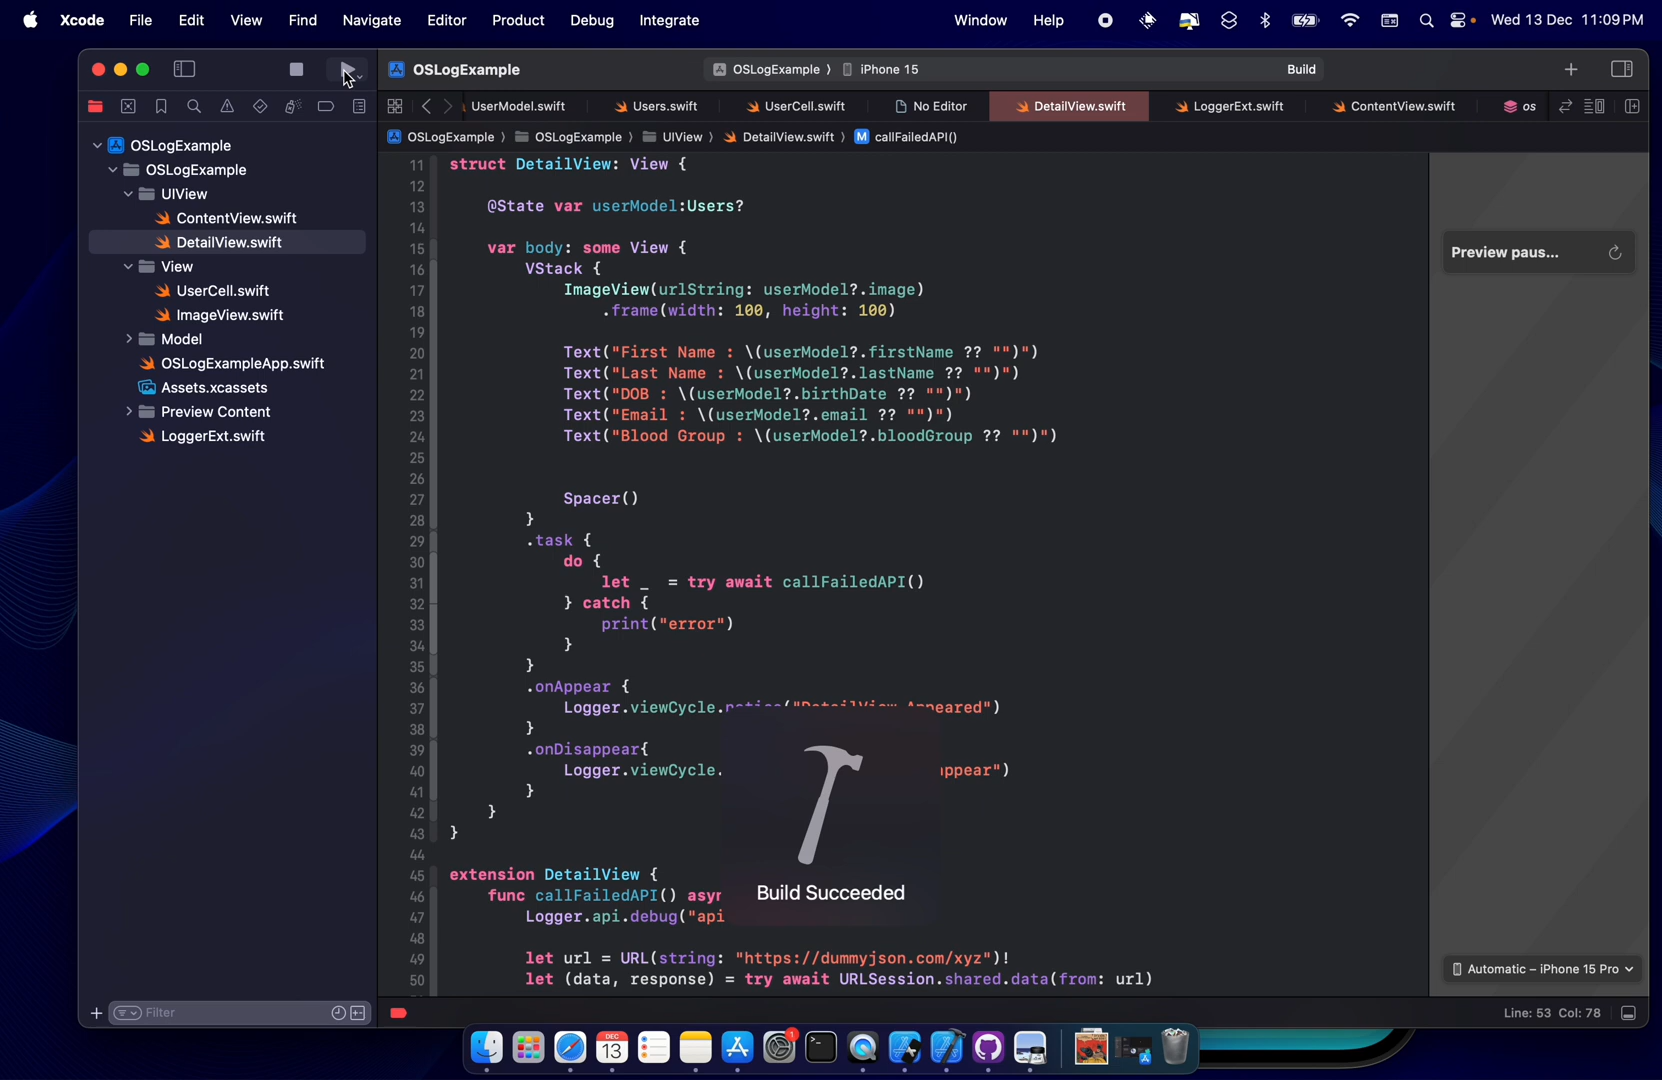 Xcode File Edit View Find Navigate Editor Product Debug Integrate Window Help Wed 13 Dec 11:09 PM
OSLogExample OSLogExample ⟩ iPhone 15 Build
UserModel.swift Users.swift UserCell.swift No Editor DetailView.swift LoggerExt.swift ContentView.swift os
OSLogExample ⟩ OSLogExample ⟩ UIView ⟩ DetailView.swift ⟩ M callFailedAPI()
OSLogExample
OSLogExample
UIView
ContentView.swift
DetailView.swift
View
UserCell.swift
ImageView.swift
Model
OSLogExampleApp.swift
Assets.xcassets
Preview Content
LoggerExt.swift
Filter
11 struct DetailView: View {
12
13 @State var userModel:Users?
14
15 var body: some View {
16 VStack {
17 ImageView(urlString: userModel?.image)
18 .frame(width: 100, height: 100)
19
20 Text("First Name : \(userModel?.firstName ?? "")")
21 Text("Last Name : \(userModel?.lastName ?? "")")
22 Text("DOB : \(userModel?.birthDate ?? "")")
23 Text("Email : \(userModel?.email ?? "")")
24 Text("Blood Group : \(userModel?.bloodGroup ?? "")")
25
26
27 Spacer()
28 }
29 .task {
30 do {
31 let _  = try await callFailedAPI()
32 } catch {
33 print("error")
34 }
35 }
36 .onAppear {
37 Logger.viewCycle.notice("DetailView Appeared")
38 }
39 .onDisappear{
40 Logger.viewCycle. ppear")
41 }
42 }
43 }
44
45 extension DetailView {
46 func callFailedAPI() asyn
47 Logger.api.debug("api
48
49 let url = URL(string: "https://dummyjson.com/xyz")!
50 let (data, response) = try await URLSession.shared.data(from: url)
Build Succeeded
Preview paus...
Automatic – iPhone 15 Pro
Line: 53 Col: 78
DEC
13
1